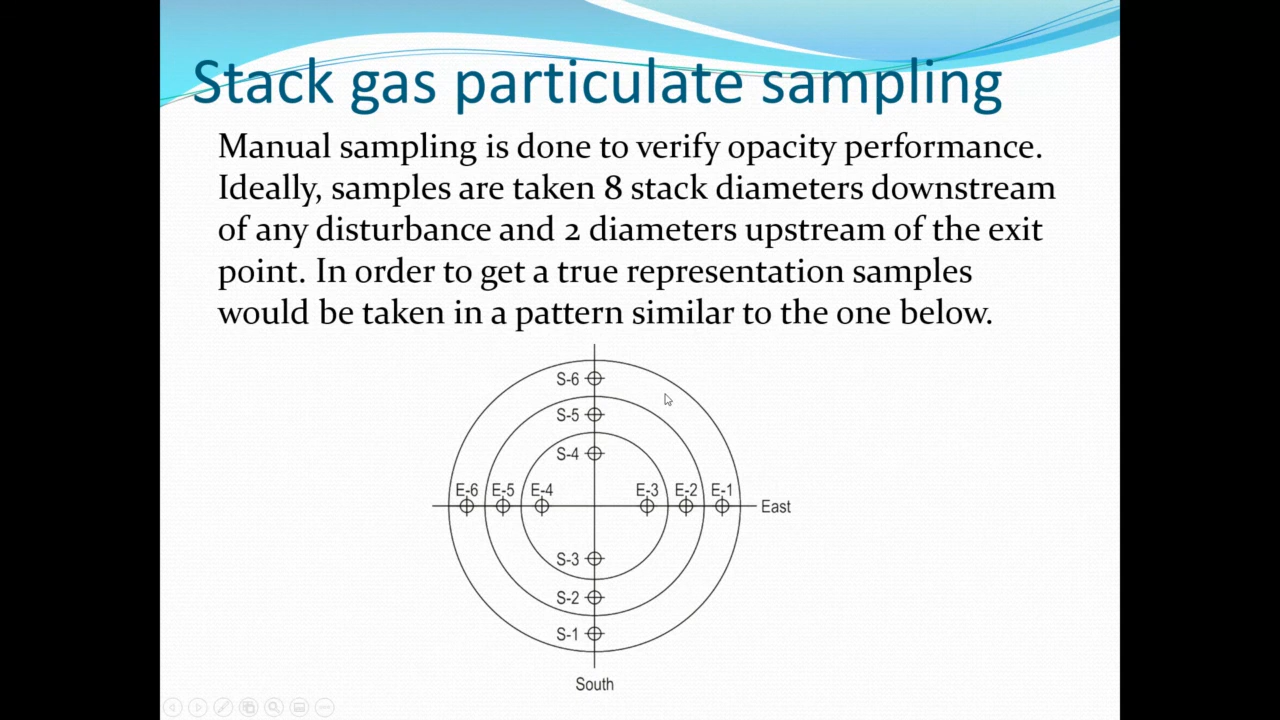 Stack gas particulate sampling
Manual sampling is done to verify opacity performance.
Ideally, samples are taken 8 stack diameters downstream
of any disturbance and 2 diameters upstream of the exit
point. In order to get a true representation samples
would be taken in a pattern similar to the one below.
S-6
S-5
S-4
E-6 E-5 E-4 E-3 E-2 E-1
East
S-3
S-2
S-1
South